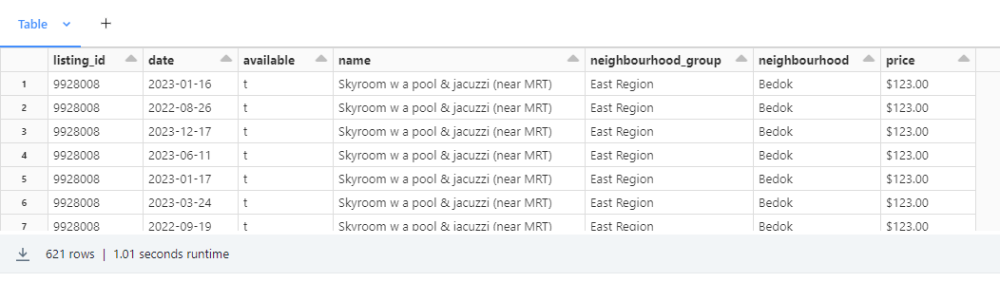 Table +
listing_id date available name neighbourhood_group neighbourhood price
1 9928008 2023-01-16 t Skyroom w a pool & jacuzzi (near MRT) East Region Bedok $123.00
2 9928008 2022-08-26 t Skyroom w a pool & jacuzzi (near MRT) East Region Bedok $123.00
3 9928008 2023-12-17 t Skyroom w a pool & jacuzzi (near MRT) East Region Bedok $123.00
4 9928008 2023-06-11 t Skyroom w a pool & jacuzzi (near MRT) East Region Bedok $123.00
5 9928008 2023-01-17 t Skyroom w a pool & jacuzzi (near MRT) East Region Bedok $123.00
6 9928008 2023-03-24 t Skyroom w a pool & jacuzzi (near MRT) East Region Bedok $123.00
7 9928008 2022-09-19 t Skyroom w a pool & jacuzzi (near MRT) East Region Bedok $123.00
621 rows | 1.01 seconds runtime